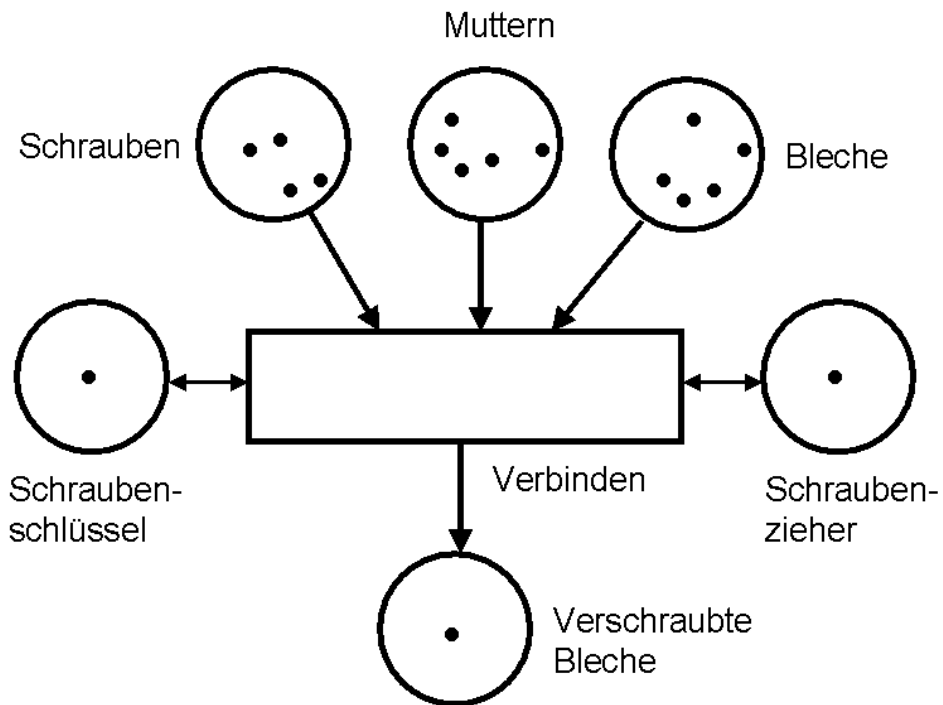 Muttern
Schrauben
Bleche
Schrauben-
schlüssel
Verbinden
Schrauben-
zieher
Verschraubte
Bleche